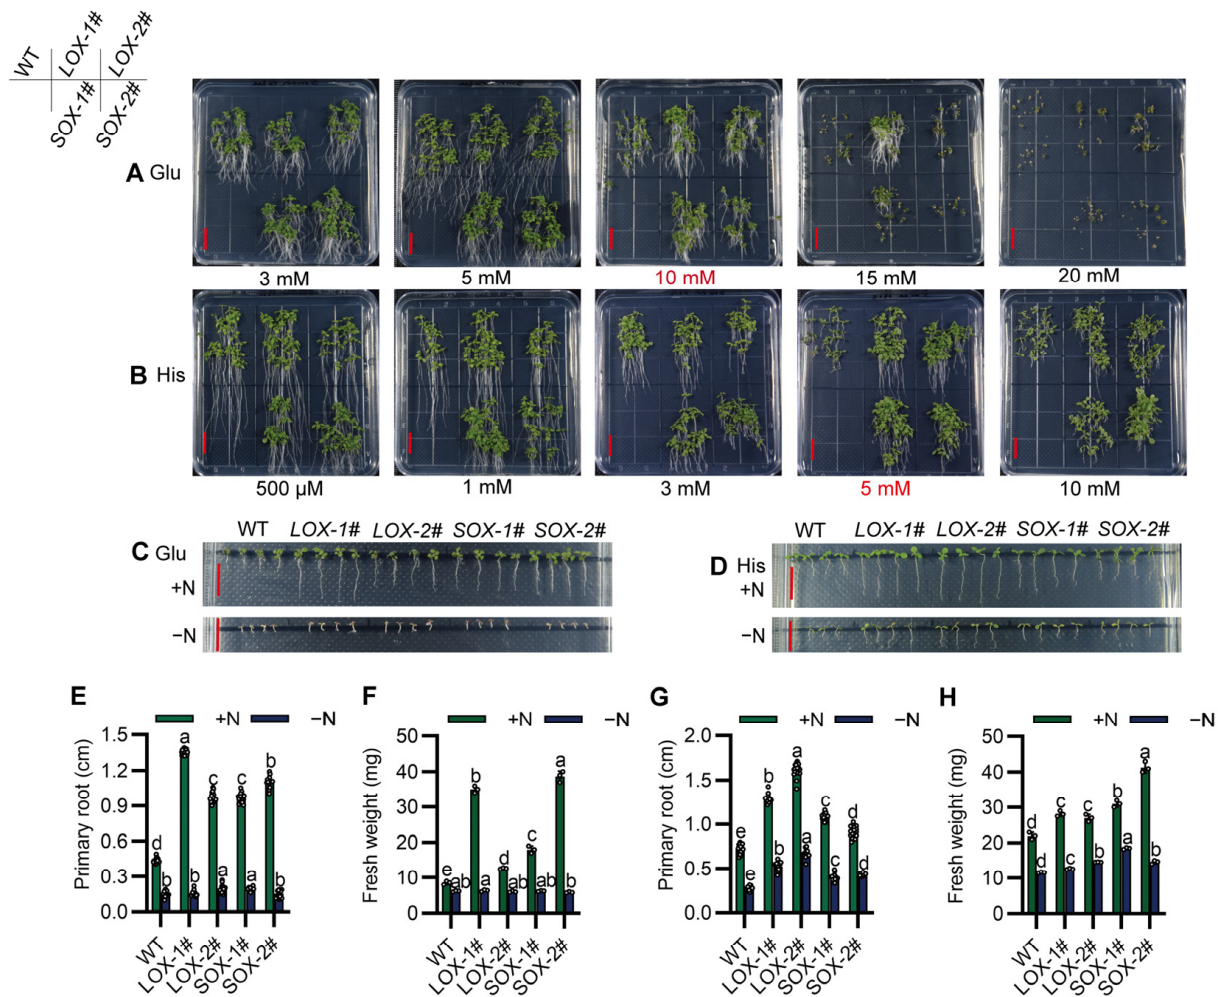 WT LOX-1# LOX-2#
SOX-1# SOX-2#
A Glu
3 mM 5 mM 10 mM 15 mM 20 mM
B His
500 µM 1 mM 3 mM 5 mM 10 mM
WT LOX-1# LOX-2# SOX-1# SOX-2#
C Glu
+N
−N
WT LOX-1# LOX-2# SOX-1# SOX-2#
D His
+N
−N
E
+N −N
Primary root (cm)
1.5
1.2
0.9
0.6
0.3
0.0
d b a b c a c a b b
WT LOX-1# LOX-2# SOX-1# SOX-2#
F
+N −N
Fresh weight (mg)
50
40
30
20
10
0
e ab b a d ab c ab a b
WT LOX-1# LOX-2# SOX-1# SOX-2#
G
+N −N
Primary root (cm)
2.0
1.5
1.0
0.5
0.0
e e b b a a c c d d
WT LOX-1# LOX-2# SOX-1# SOX-2#
H
+N −N
Fresh weight (mg)
50
40
30
20
10
0
d d c c c b b a a b
WT LOX-1# LOX-2# SOX-1# SOX-2#